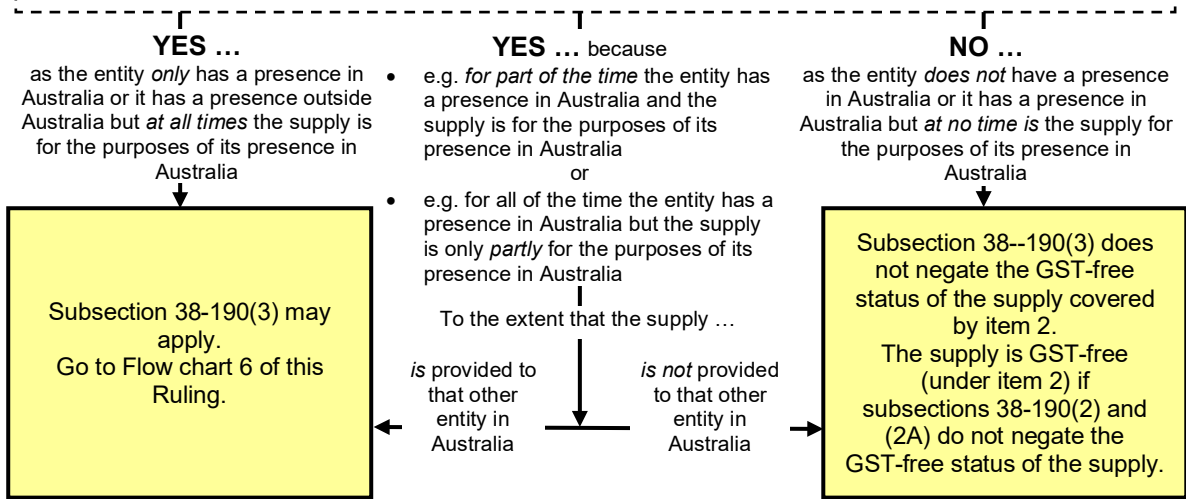 YES …
as the entity only has a presence in
Australia or it has a presence outside
Australia but at all times the supply is
for the purposes of its presence in
Australia
YES … because
• e.g. for part of the time the entity has
a presence in Australia and the
supply is for the purposes of its
presence in Australia
or
• e.g. for all of the time the entity has a
presence in Australia but the supply
is only partly for the purposes of its
presence in Australia
NO …
as the entity does not have a presence
in Australia or it has a presence in
Australia but at no time is the supply for
the purposes of its presence in
Australia
To the extent that the supply …
Subsection 38-190(3) may
apply.
Go to Flow chart 6 of this
Ruling.
is provided to
that other
entity in
Australia
is not provided
to that other
entity in
Australia
Subsection 38--190(3) does
not negate the GST-free
status of the supply covered
by item 2.
The supply is GST-free
(under item 2) if
subsections 38-190(2) and
(2A) do not negate the
GST-free status of the supply.